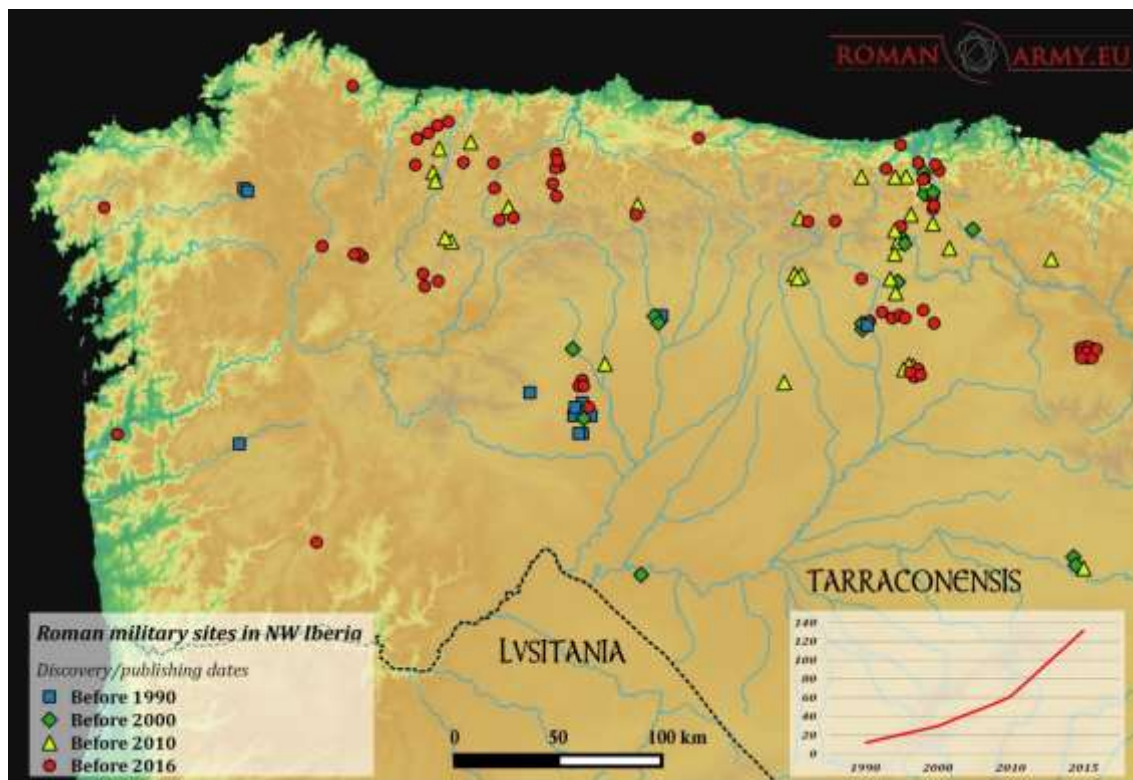 ROMAN ARMY.EU
TARRACONENSIS
LVSITANIA
Roman military sites in NW Iberia
Discovery/publishing dates
Before 1990
Before 2000
Before 2010
Before 2016
0 50 100 km
140
120
100
80
60
40
20
0
1990 2000 2010 2015